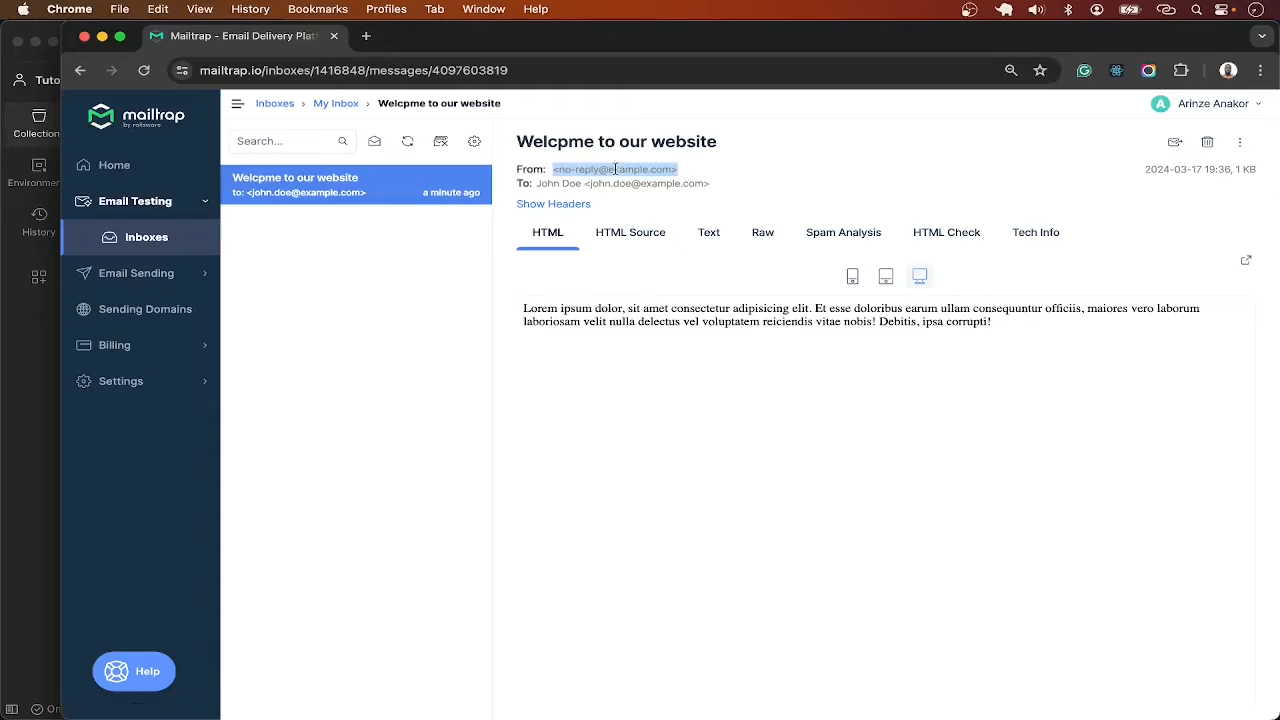 Chrome File Edit View History Bookmarks Profiles Tab Window Help
Mailtrap - Email Delivery Platf
mailtrap.io/inboxes/1416848/messages/4097603819
Tuto
Collection
History
mailtrap
by railsware
Home
Email Testing
Inboxes
Email Sending
Sending Domains
Billing
Settings
Help
Inboxes › My Inbox › Welcpme to our website
A Arinze Anakor
Search...
Welcpme to our website
to: <john.doe@example.com> a minute ago
Welcpme to our website
From: <no-reply@example.com> 2024-03-17 19:36, 1 KB
To: John Doe <john.doe@example.com>
Show Headers
HTML HTML Source Text Raw Spam Analysis HTML Check Tech Info
Lorem ipsum dolor, sit amet consectetur adipisicing elit. Et esse doloribus earum ullam consequuntur officiis, maiores vero laborum
laboriosam velit nulla delectus vel voluptatem reiciendis vitae nobis! Debitis, ipsa corrupti!